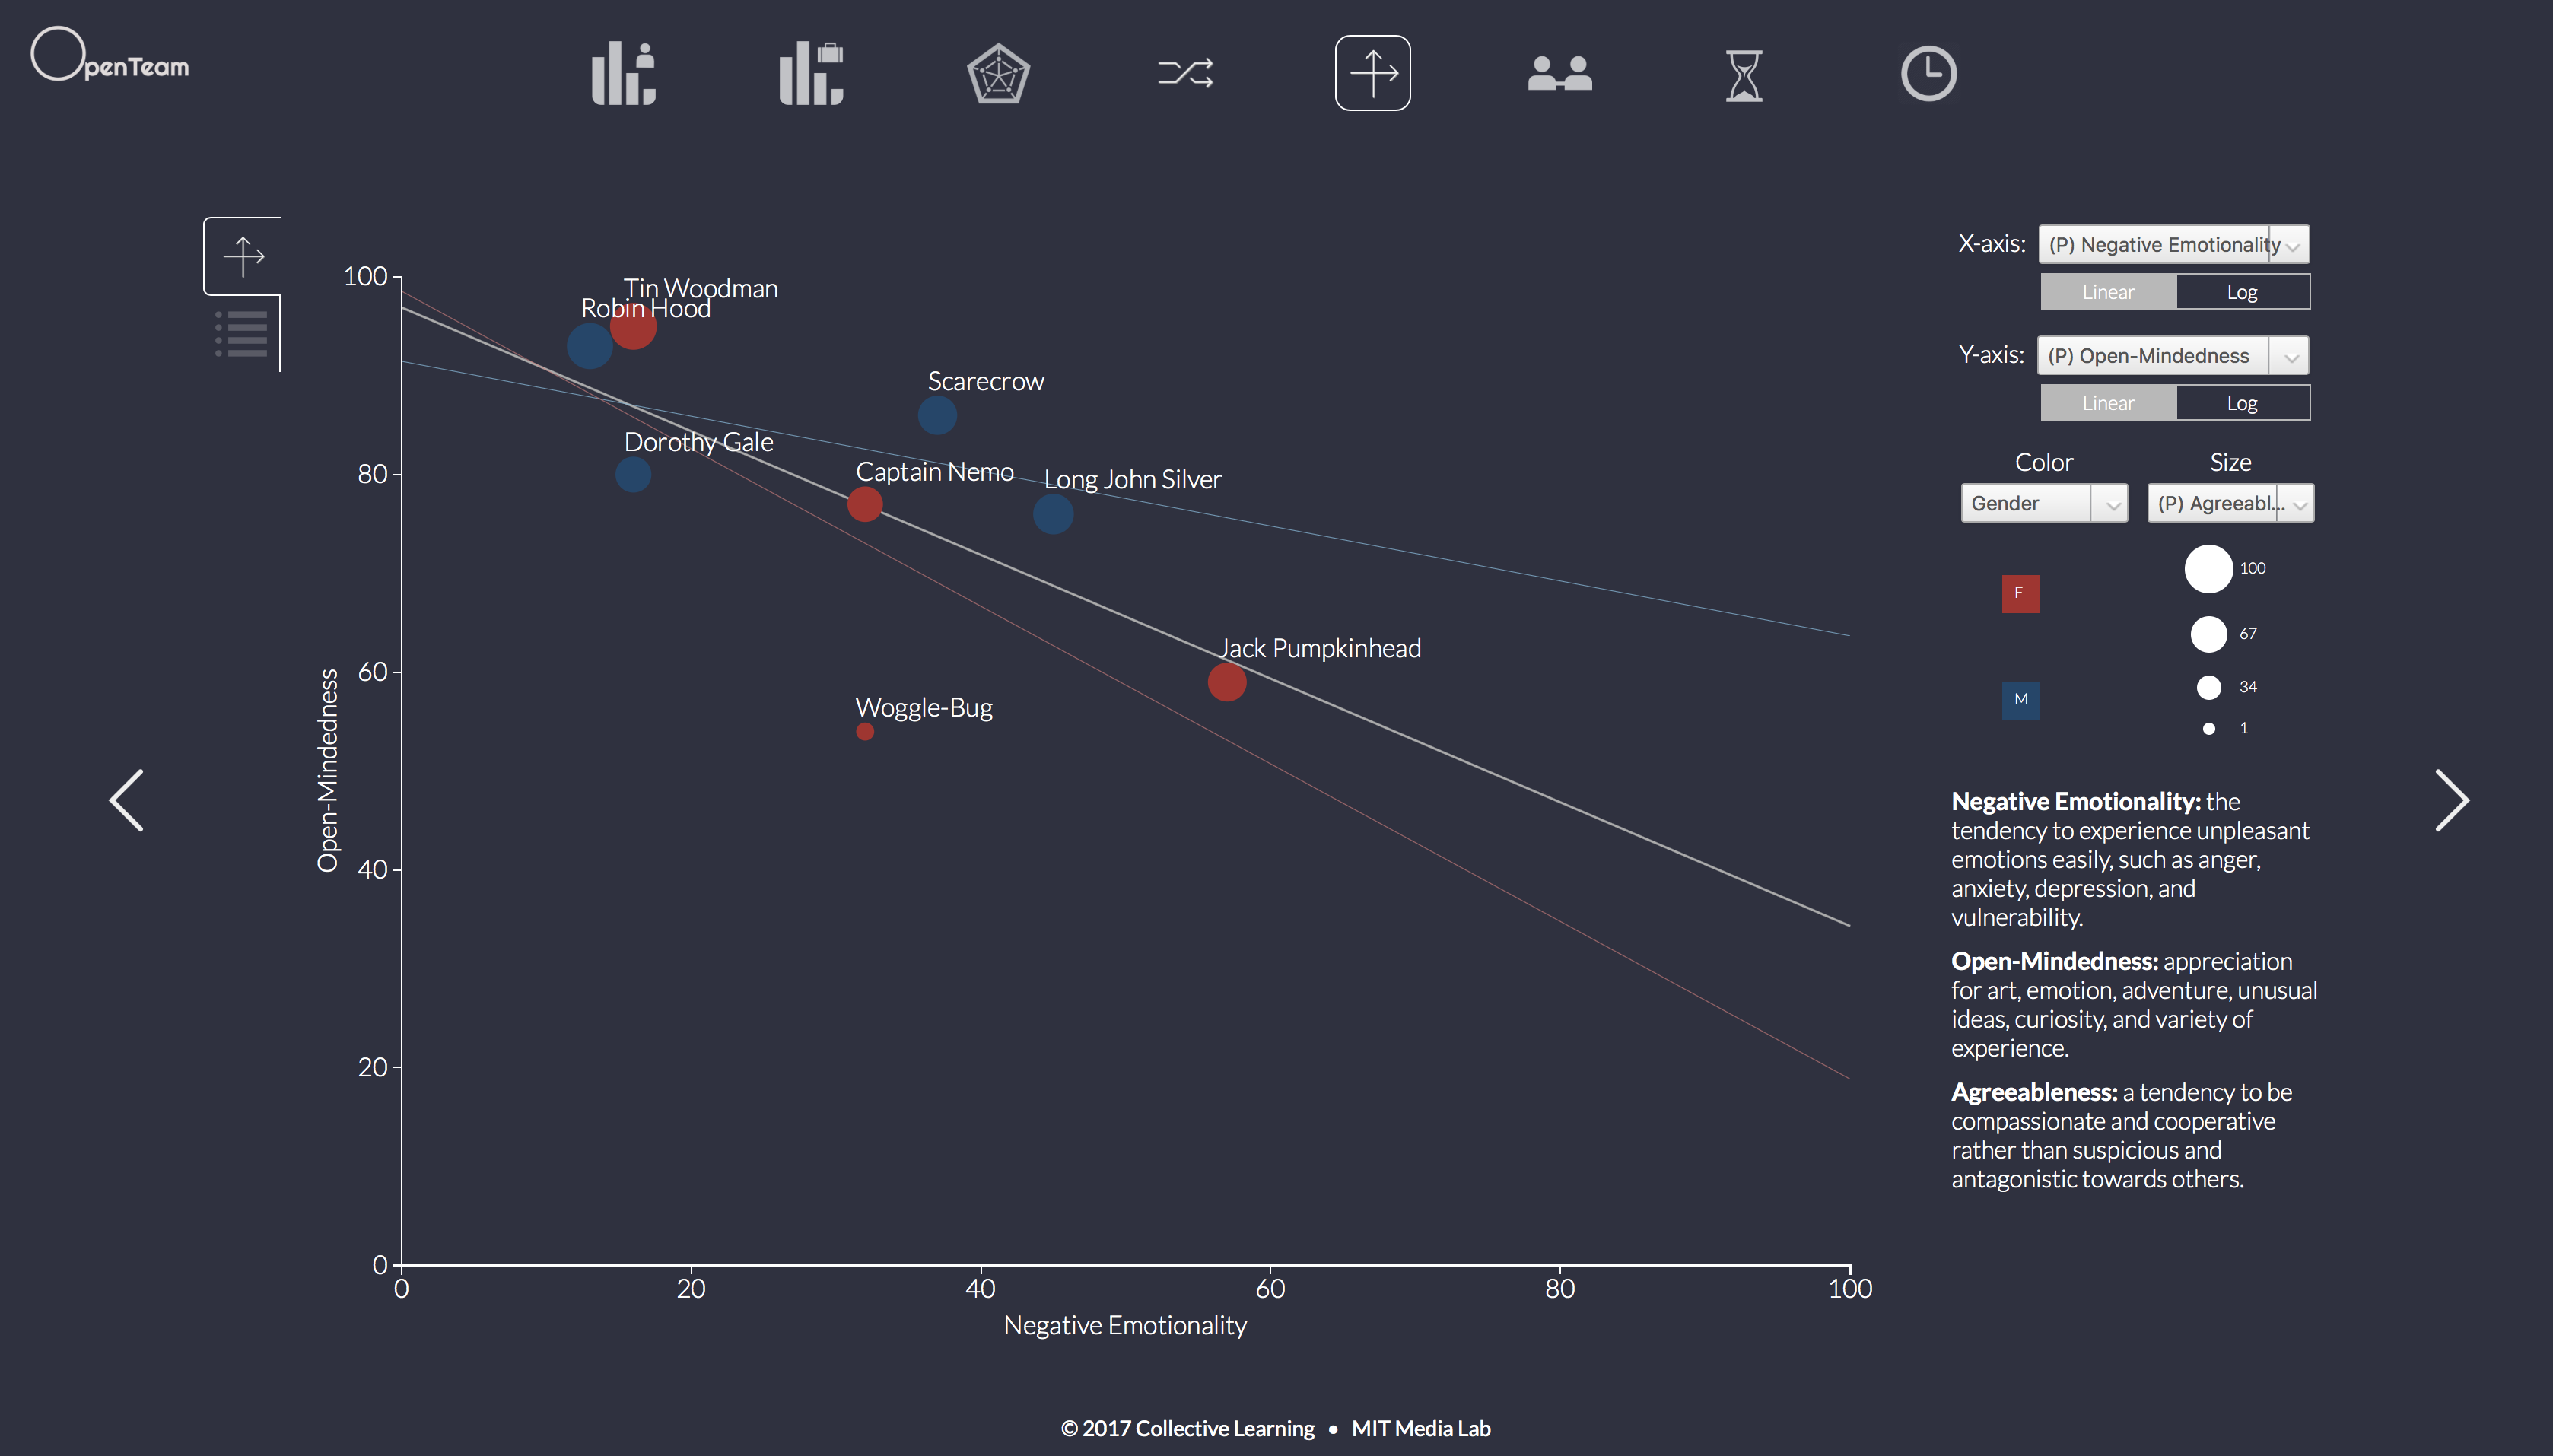 OpenTeam
X-axis: (P) Negative Emotionality
Linear Log
Y-axis: (P) Open-Mindedness
Linear Log
Color Size
Gender (P) Agreeabl...
F
M
100
67
34
1
Negative Emotionality: the
tendency to experience unpleasant
emotions easily, such as anger,
anxiety, depression, and
vulnerability.
Open-Mindedness: appreciation
for art, emotion, adventure, unusual
ideas, curiosity, and variety of
experience.
Agreeableness: a tendency to be
compassionate and cooperative
rather than suspicious and
antagonistic towards others.
100
80
60
40
20
0
Open-Mindedness
Tin Woodman
Robin Hood
Scarecrow
Dorothy Gale
Captain Nemo
Long John Silver
Jack Pumpkinhead
Woggle-Bug
0 20 40 60 80 100
Negative Emotionality
© 2017 Collective Learning • MIT Media Lab